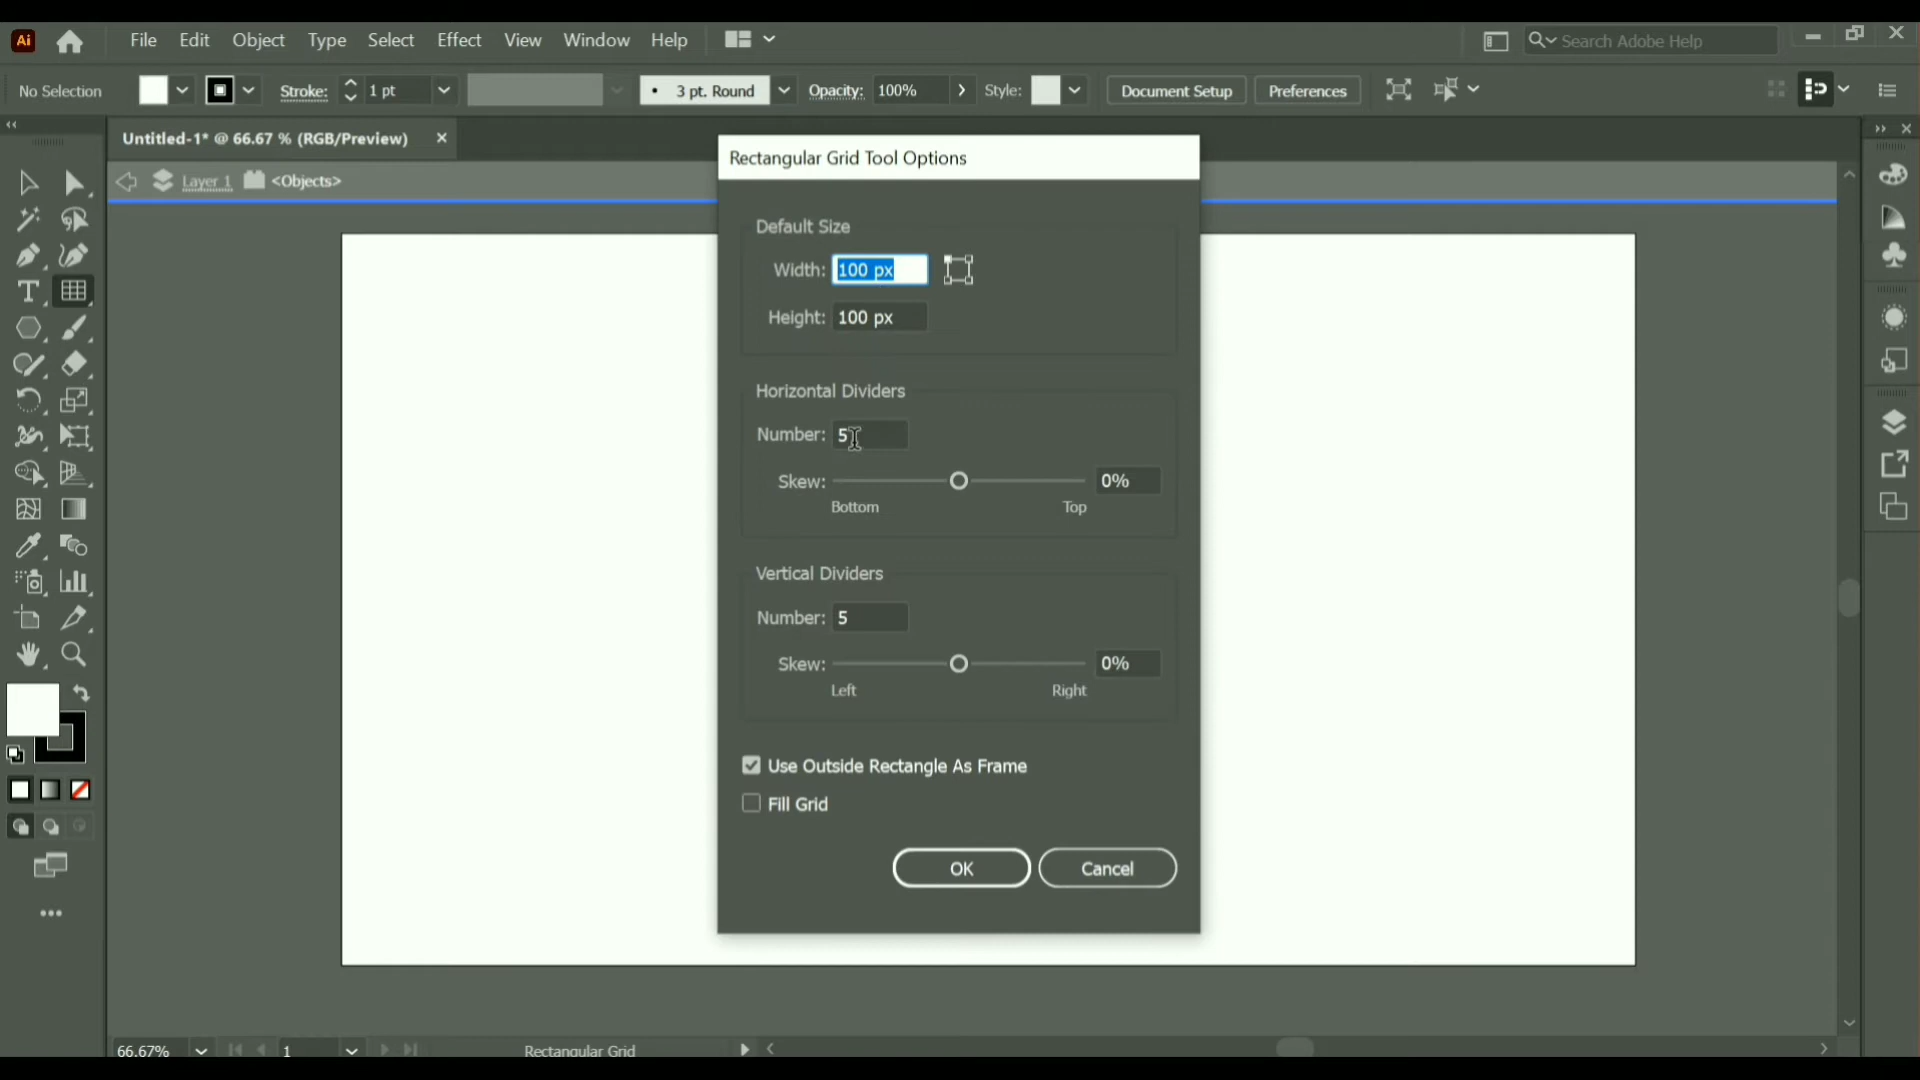 Ai File Edit Object Type Select Effect View Window Help Search Adobe Help
No Selection Stroke: 1 pt 3 pt. Round Opacity: 100% Style: Document Setup Preferences
Untitled-1* @ 66.67 % (RGB/Preview)
Layer 1 <Objects>
Rectangular Grid Tool Options
Default Size
Width: 100 px
Height: 100 px
Horizontal Dividers
Number: 5
Skew: 0%
Bottom Top
Vertical Dividers
Number: 5
Skew: 0%
Left Right
Use Outside Rectangle As Frame
Fill Grid
OK Cancel
66.67% 1 Rectangular Grid